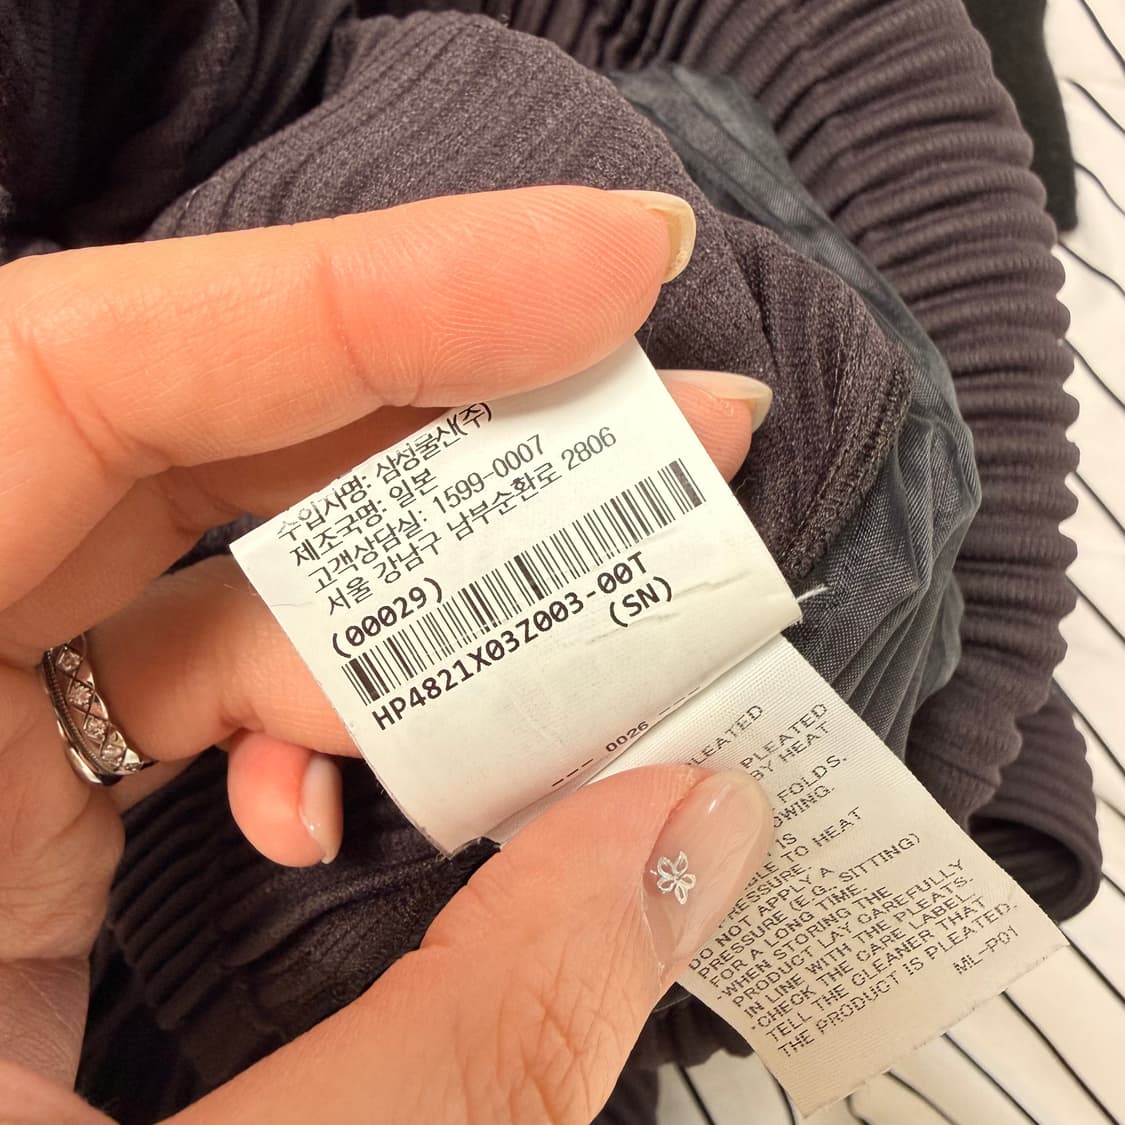 수입자명: 삼성물산(주)
제조국명: 일본
고객상담실: 1599-0007
서울 강남구 남부순환로 2806
(00029)
HP4821X03Z003-00T
(SN)
--- 0026 ---
PLEATED
PLEATED
BY HEAT
FOLDS.
IS
TO HEAT
PRESSURE.
DO NOT APPLY A
PRESSURE (E.G. SITTING)
FOR A LONG TIME.
-WHEN STORING THE
PRODUCT LAY CAREFULLY
IN LINE WITH THE PLEATS.
-CHECK THE CARE LABEL.
TELL THE CLEANER THAT
THE PRODUCT IS PLEATED.
ML-P01